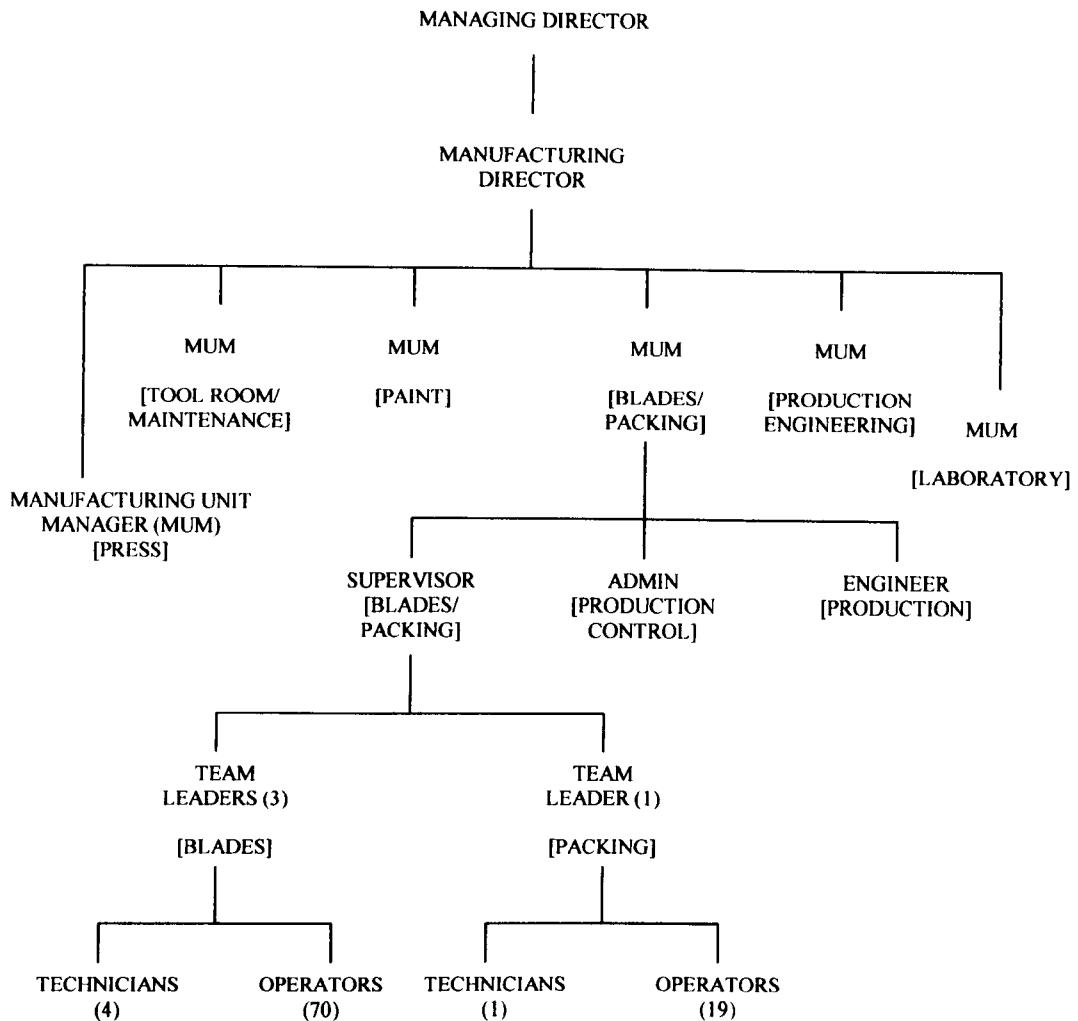 MANAGING DIRECTOR
MANUFACTURING
DIRECTOR
MUM
[TOOL ROOM/
MAINTENANCE]
MUM
[PAINT]
MUM
[BLADES/
PACKING]
MUM
[PRODUCTION
ENGINEERING]
MUM
[LABORATORY]
MANUFACTURING UNIT
MANAGER (MUM)
[PRESS]
SUPERVISOR
[BLADES/
PACKING]
ADMIN
[PRODUCTION
CONTROL]
ENGINEER
[PRODUCTION]
TEAM
LEADERS (3)
[BLADES]
TEAM
LEADER (1)
[PACKING]
TECHNICIANS
(4)
OPERATORS
(70)
TECHNICIANS
(1)
OPERATORS
(19)